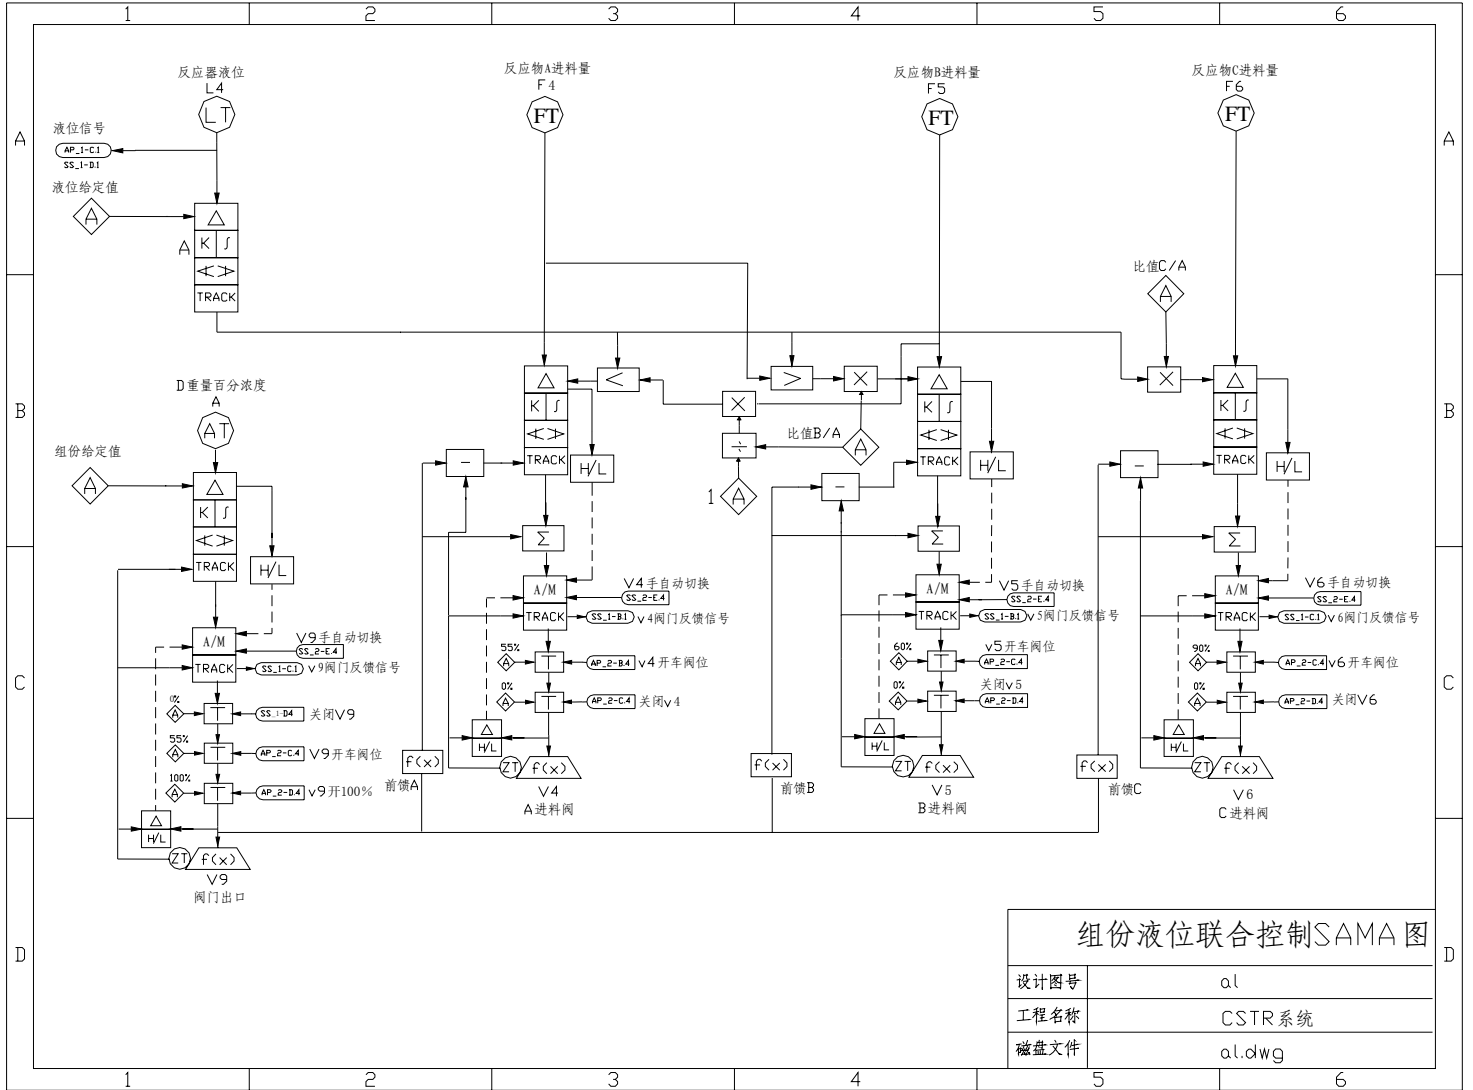 1 2 3 4 5 6
A
A
反应器液位
L4
LT
液位信号
AP_1-C.1
SS_1-D.1
液位给定值
A
△
A
K ∫
TRACK
反应物A进料量
F4
FT
反应物B进料量
F5
FT
反应物C进料量
F6
FT
比值C/A
A
B
B
D重量百分浓度
A
AT
组份给定值
A
△
K ∫
TRACK
H/L
A/M
V9手自动切换
SS_2-E.4
TRACK
SS_1-C.1
v9阀门反馈信号
0%
A
T
SS_1-D4
关闭V9
55%
A
T
AP_2-C.4
V9开车阀位
100%
A
T
AP_2-D.4
v9开100%
△
H/L
ZT
f(x)
V9
阀门出口
△
<
K ∫
TRACK
-
H/L
Σ
A/M
V4手自动切换
SS_2-E.4
TRACK
SS_1-B.1
v4阀门反馈信号
55%
A
T
AP_2-B.4
v4开车阀位
0%
A
T
AP_2-C.4
关闭v4
△
H/L
f(x)
前馈A
ZT
f(x)
V4
A进料阀
>
×
×
÷
比值B/A
A
1
A
△
K ∫
TRACK
-
H/L
Σ
A/M
V5手自动切换
SS_2-E.4
TRACK
SS_1-B.1
v5阀门反馈信号
60%
A
T
AP_2-C.4
v5开车阀位
0%
A
T
AP_2-D.4
关闭v5
△
H/L
f(x)
前馈B
ZT
f(x)
V5
B进料阀
×
△
K ∫
TRACK
-
H/L
Σ
A/M
V6手自动切换
SS_2-E.4
TRACK
SS_1-C.1
v6阀门反馈信号
90%
A
T
AP_2-C.4
v6开车阀位
0%
A
T
AP_2-D.4
关闭V6
△
H/L
f(x)
前馈C
ZT
f(x)
V6
C进料阀
C
C
D
D
组份液位联合控制SAMA图
设计图号 al
工程名称 CSTR系统
磁盘文件 al.dwg
1 2 3 4 5 6